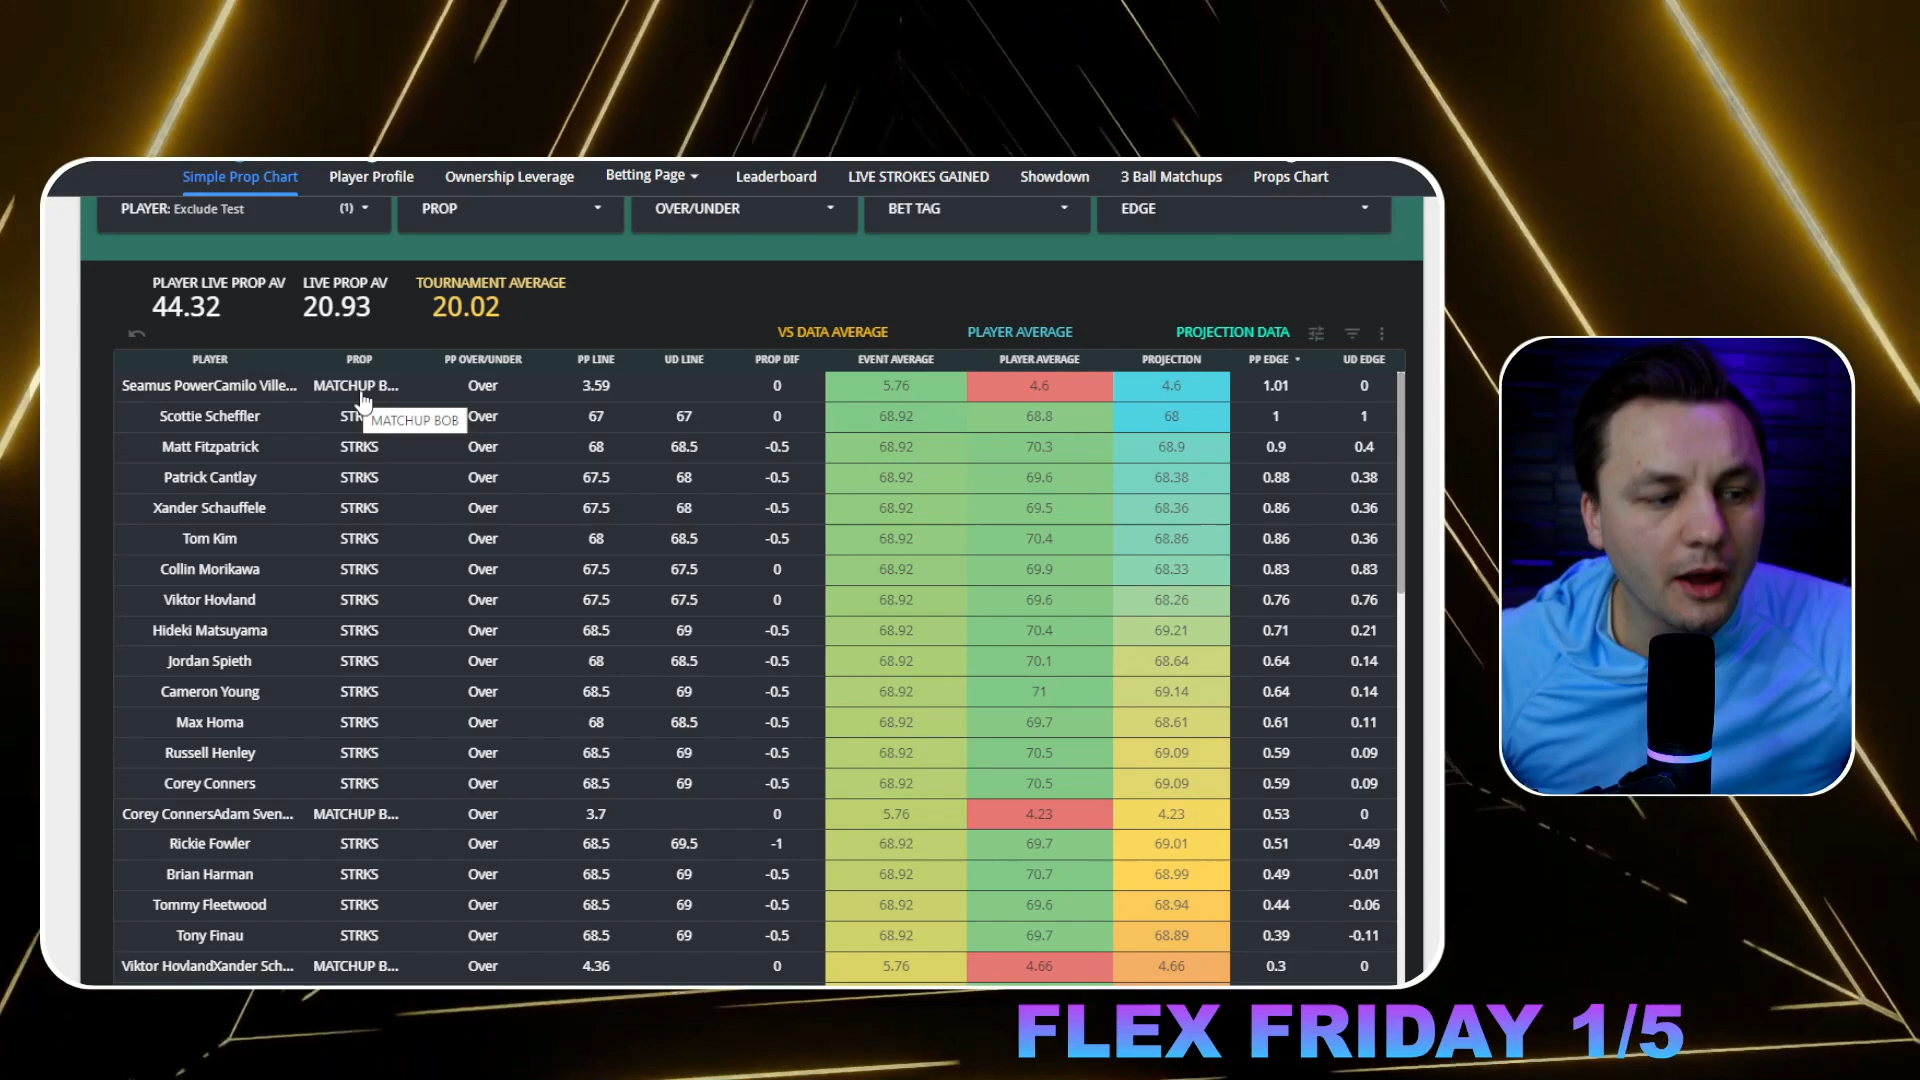 Simple Prop Chart Player Profile Ownership Leverage Betting Page Leaderboard LIVE STROKES GAINED Showdown 3 Ball Matchups Props Chart
PLAYER: Exclude Test (1) PROP OVER/UNDER BET TAG EDGE
PLAYER LIVE PROP AV LIVE PROP AV TOURNAMENT AVERAGE
44.32 20.93 20.02
VS DATA AVERAGE PLAYER AVERAGE PROJECTION DATA
PLAYER PROP PP OVER/UNDER PP LINE UD LINE PROP DIF EVENT AVERAGE PLAYER AVERAGE PROJECTION PP EDGE UD EDGE
Seamus PowerCamilo Ville... MATCHUP B... Over 3.59 0 5.76 4.6 4.6 1.01 0
Scottie Scheffler STR Over 67 67 0 68.92 68.8 68 1 1
MATCHUP BOB
Matt Fitzpatrick STRKS Over 68 68.5 -0.5 68.92 70.3 68.9 0.9 0.4
Patrick Cantlay STRKS Over 67.5 68 -0.5 68.92 69.6 68.38 0.88 0.38
Xander Schauffele STRKS Over 67.5 68 -0.5 68.92 69.5 68.36 0.86 0.36
Tom Kim STRKS Over 68 68.5 -0.5 68.92 70.4 68.86 0.86 0.36
Collin Morikawa STRKS Over 67.5 67.5 0 68.92 69.9 68.33 0.83 0.83
Viktor Hovland STRKS Over 67.5 67.5 0 68.92 69.6 68.26 0.76 0.76
Hideki Matsuyama STRKS Over 68.5 69 -0.5 68.92 70.4 69.21 0.71 0.21
Jordan Spieth STRKS Over 68 68.5 -0.5 68.92 70.1 68.64 0.64 0.14
Cameron Young STRKS Over 68.5 69 -0.5 68.92 71 69.14 0.64 0.14
Max Homa STRKS Over 68 68.5 -0.5 68.92 69.7 68.61 0.61 0.11
Russell Henley STRKS Over 68.5 69 -0.5 68.92 70.5 69.09 0.59 0.09
Corey Conners STRKS Over 68.5 69 -0.5 68.92 70.5 69.09 0.59 0.09
Corey ConnersAdam Sven... MATCHUP B... Over 3.7 0 5.76 4.23 4.23 0.53 0
Rickie Fowler STRKS Over 68.5 69.5 -1 68.92 69.7 69.01 0.51 -0.49
Brian Harman STRKS Over 68.5 69 -0.5 68.92 70.7 68.99 0.49 -0.01
Tommy Fleetwood STRKS Over 68.5 69 -0.5 68.92 69.6 68.94 0.44 -0.06
Tony Finau STRKS Over 68.5 69 -0.5 68.92 69.7 68.89 0.39 -0.11
Viktor HovlandXander Sch... MATCHUP B... Over 4.36 0 5.76 4.66 4.66 0.3 0
FLEX FRIDAY 1/5